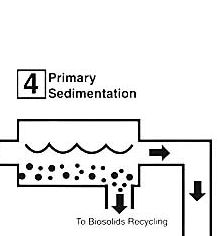 4 Primary
Sedimentation
To Biosolids Recycling